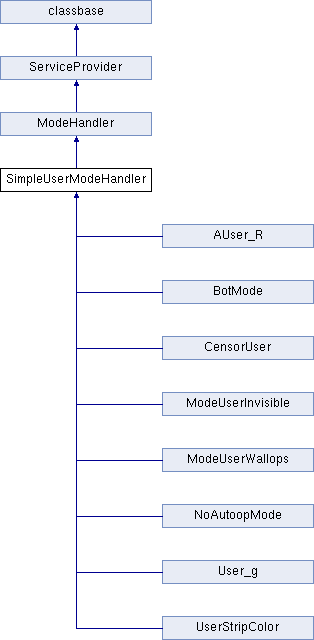 classbase
ServiceProvider
ModeHandler
SimpleUserModeHandler
AUser_R
BotMode
CensorUser
ModeUserInvisible
ModeUserWallops
NoAutoopMode
User_g
UserStripColor